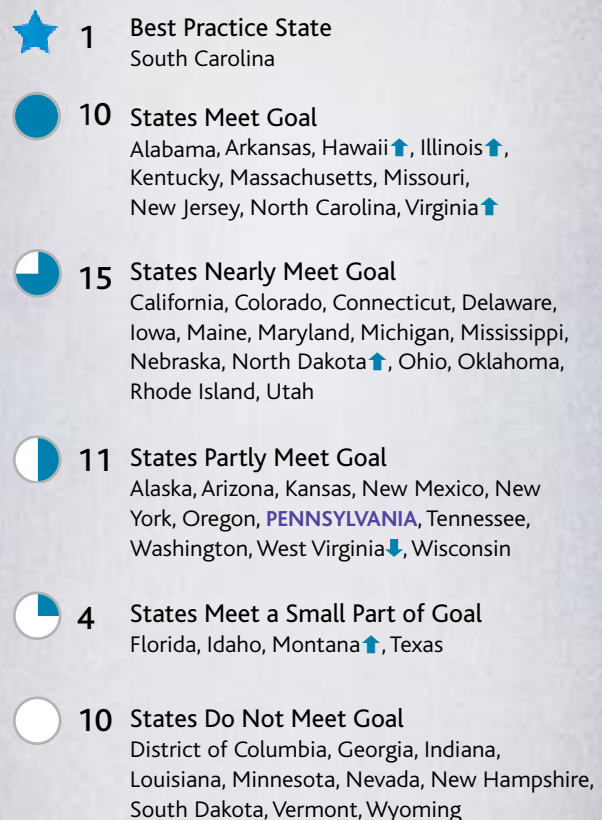 1 Best Practice State
South Carolina
10 States Meet Goal
Alabama, Arkansas, Hawaii⬆, Illinois⬆,
Kentucky, Massachusetts, Missouri,
New Jersey, North Carolina, Virginia⬆
15 States Nearly Meet Goal
California, Colorado, Connecticut, Delaware,
Iowa, Maine, Maryland, Michigan, Mississippi,
Nebraska, North Dakota⬆, Ohio, Oklahoma,
Rhode Island, Utah
11 States Partly Meet Goal
Alaska, Arizona, Kansas, New Mexico, New
York, Oregon, PENNSYLVANIA, Tennessee,
Washington, West Virginia⬇, Wisconsin
4 States Meet a Small Part of Goal
Florida, Idaho, Montana⬆, Texas
10 States Do Not Meet Goal
District of Columbia, Georgia, Indiana,
Louisiana, Minnesota, Nevada, New Hampshire,
South Dakota, Vermont, Wyoming